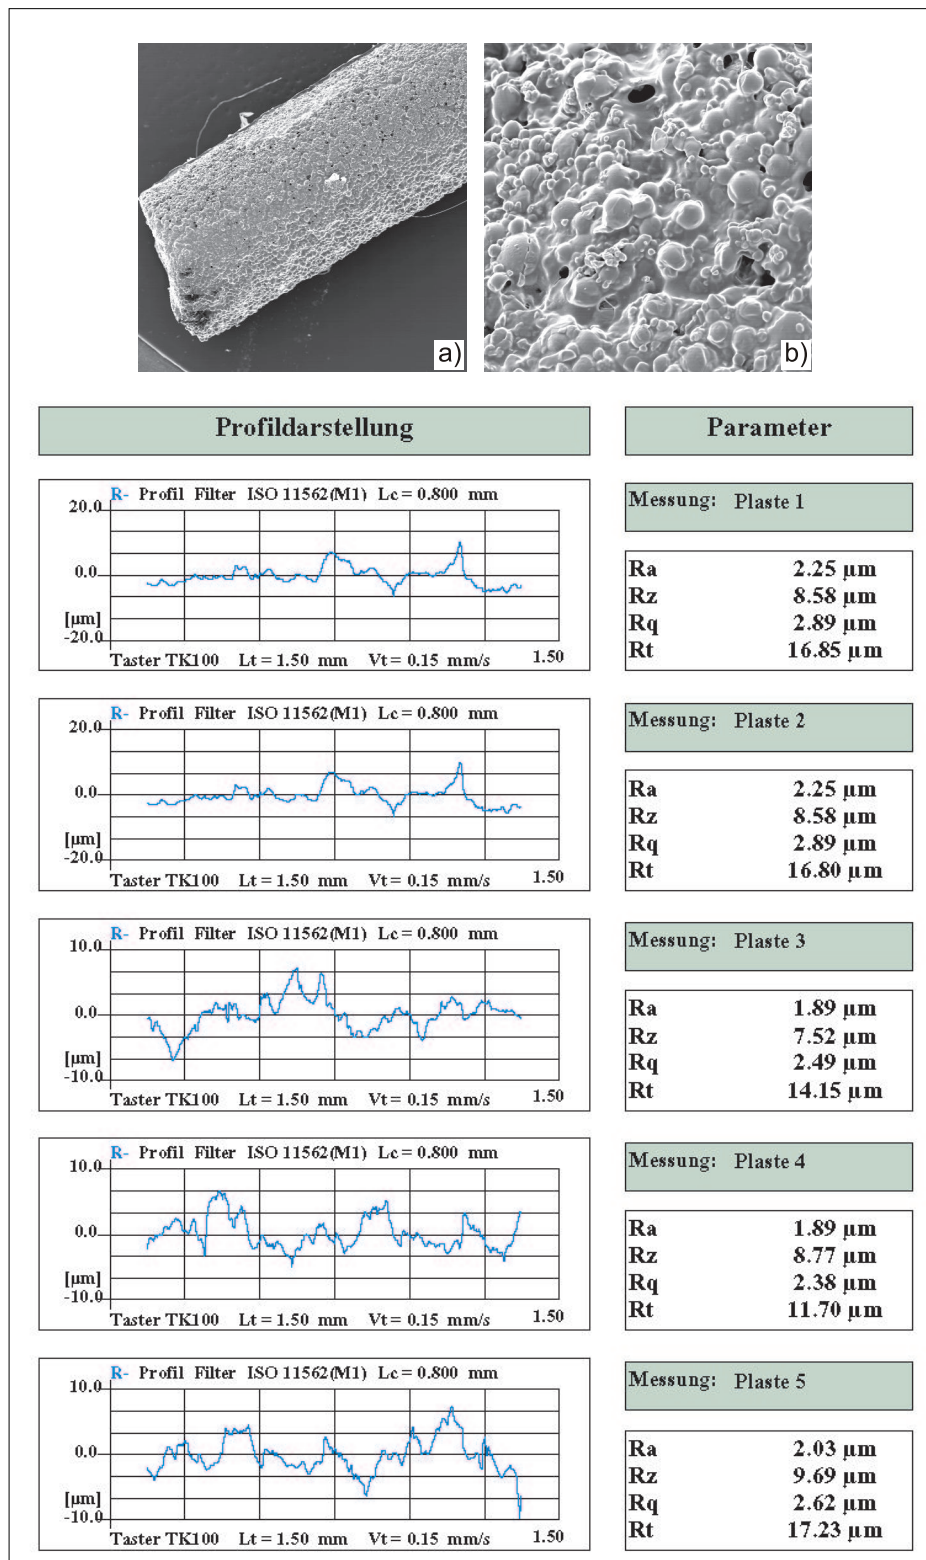 a)
b)
Profildarstellung
Parameter
R- Profil Filter ISO 11562(M1) Lc = 0.800 mm
20.0
0.0
[µm]
-20.0
Taster TK100 Lt = 1.50 mm Vt = 0.15 mm/s 1.50
Messung: Plaste 1
Ra 2.25 µm
Rz 8.58 µm
Rq 2.89 µm
Rt 16.85 µm
R- Profil Filter ISO 11562(M1) Lc = 0.800 mm
20.0
0.0
[µm]
-20.0
Taster TK100 Lt = 1.50 mm Vt = 0.15 mm/s 1.50
Messung: Plaste 2
Ra 2.25 µm
Rz 8.58 µm
Rq 2.89 µm
Rt 16.80 µm
R- Profil Filter ISO 11562(M1) Lc = 0.800 mm
10.0
0.0
[µm]
-10.0
Taster TK100 Lt = 1.50 mm Vt = 0.15 mm/s 1.50
Messung: Plaste 3
Ra 1.89 µm
Rz 7.52 µm
Rq 2.49 µm
Rt 14.15 µm
R- Profil Filter ISO 11562(M1) Lc = 0.800 mm
10.0
0.0
[µm]
-10.0
Taster TK100 Lt = 1.50 mm Vt = 0.15 mm/s 1.50
Messung: Plaste 4
Ra 1.89 µm
Rz 8.77 µm
Rq 2.38 µm
Rt 11.70 µm
R- Profil Filter ISO 11562(M1) Lc = 0.800 mm
10.0
0.0
[µm]
-10.0
Taster TK100 Lt = 1.50 mm Vt = 0.15 mm/s 1.50
Messung: Plaste 5
Ra 2.03 µm
Rz 9.69 µm
Rq 2.62 µm
Rt 17.23 µm